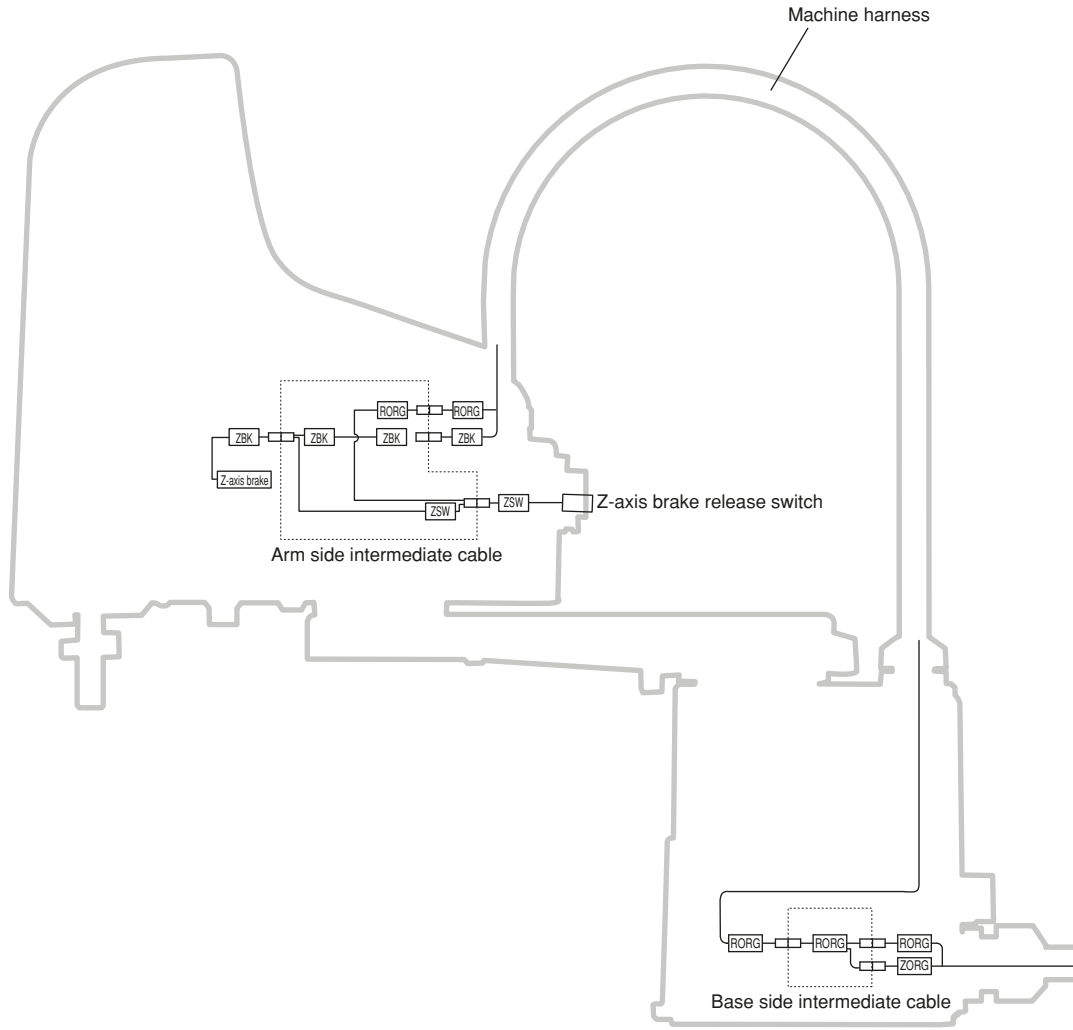 Machine harness
RORG
RORG
ZBK
ZBK
ZBK
ZBK
Z-axis brake
ZSW
ZSW
Z-axis brake release switch
Arm side intermediate cable
RORG
RORG
RORG
ZORG
Base side intermediate cable